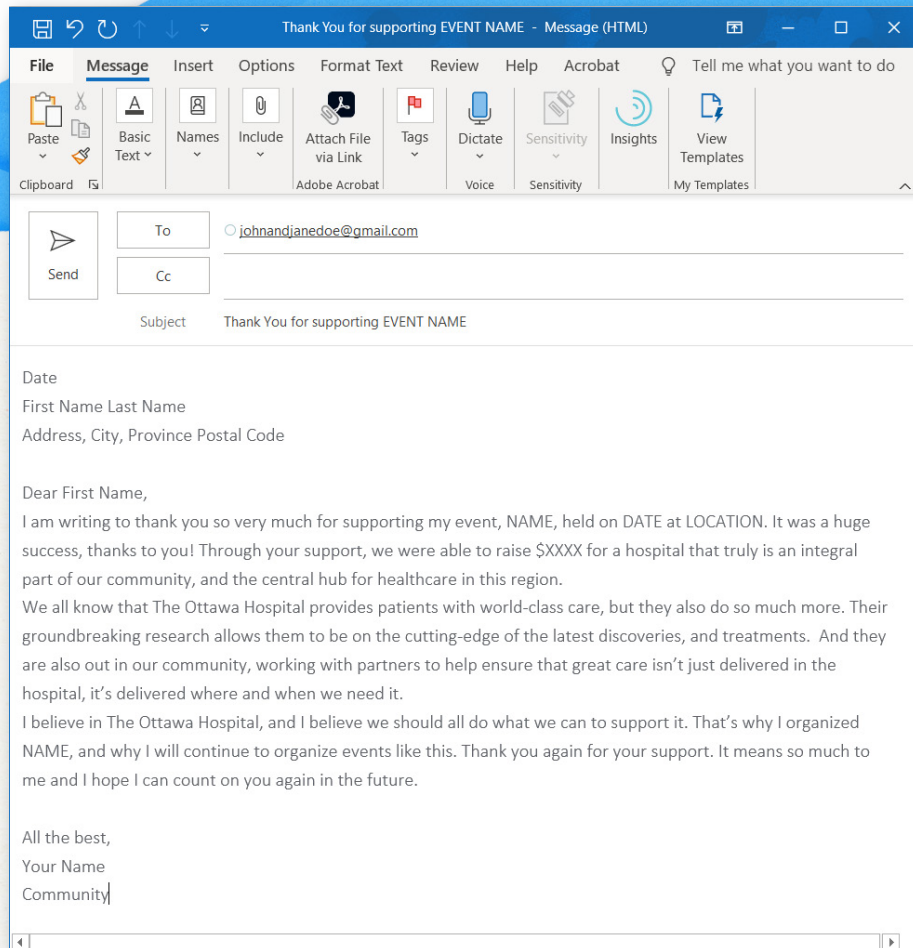 Thank You for supporting EVENT NAME - Message (HTML)
File Message Insert Options Format Text Review Help Acrobat Tell me what you want to do
Paste Basic Text Names Include Attach File via Link Tags Dictate Sensitivity Insights View Templates
Clipboard Adobe Acrobat Voice Sensitivity My Templates
Send
To johnandjanedoe@gmail.com
Cc
Subject Thank You for supporting EVENT NAME
Date
First Name Last Name
Address, City, Province Postal Code
Dear First Name,
I am writing to thank you so very much for supporting my event, NAME, held on DATE at LOCATION. It was a huge
success, thanks to you! Through your support, we were able to raise $XXXX for a hospital that truly is an integral
part of our community, and the central hub for healthcare in this region.
We all know that The Ottawa Hospital provides patients with world-class care, but they also do so much more. Their
groundbreaking research allows them to be on the cutting-edge of the latest discoveries, and treatments.  And they
are also out in our community, working with partners to help ensure that great care isn’t just delivered in the
hospital, it’s delivered where and when we need it.
I believe in The Ottawa Hospital, and I believe we should all do what we can to support it. That’s why I organized
NAME, and why I will continue to organize events like this. Thank you again for your support. It means so much to
me and I hope I can count on you again in the future.
All the best,
Your Name
Community